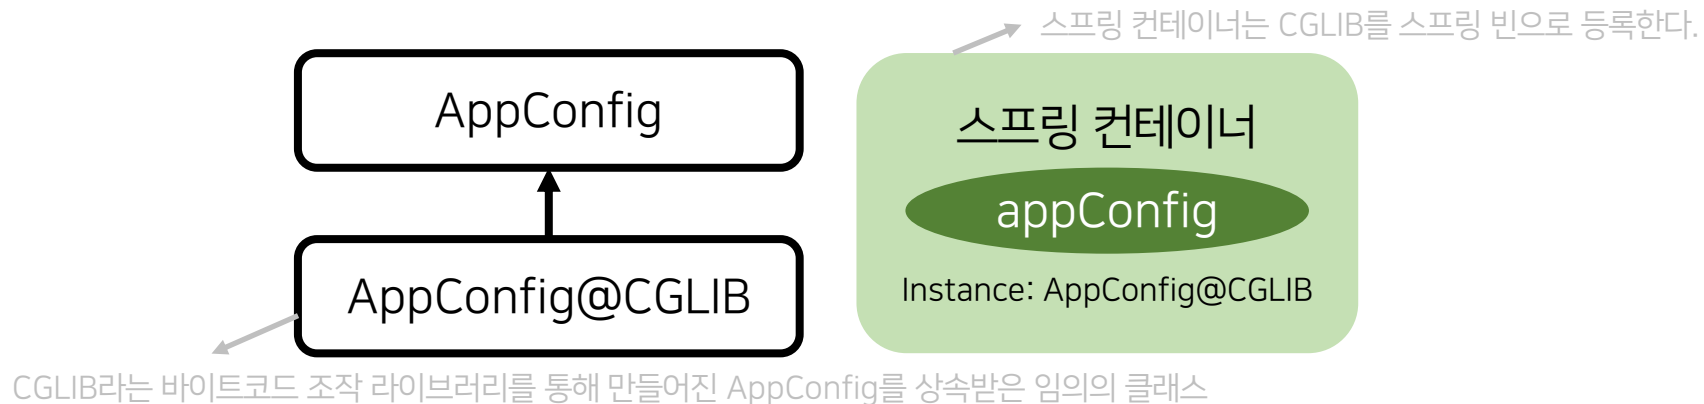 스프링 컨테이너는 CGLIB를 스프링 빈으로 등록한다.
AppConfig
스프링 컨테이너
appConfig
AppConfig@CGLIB
Instance: AppConfig@CGLIB
CGLIB라는 바이트코드 조작 라이브러리를 통해 만들어진 AppConfig를 상속받은 임의의 클래스